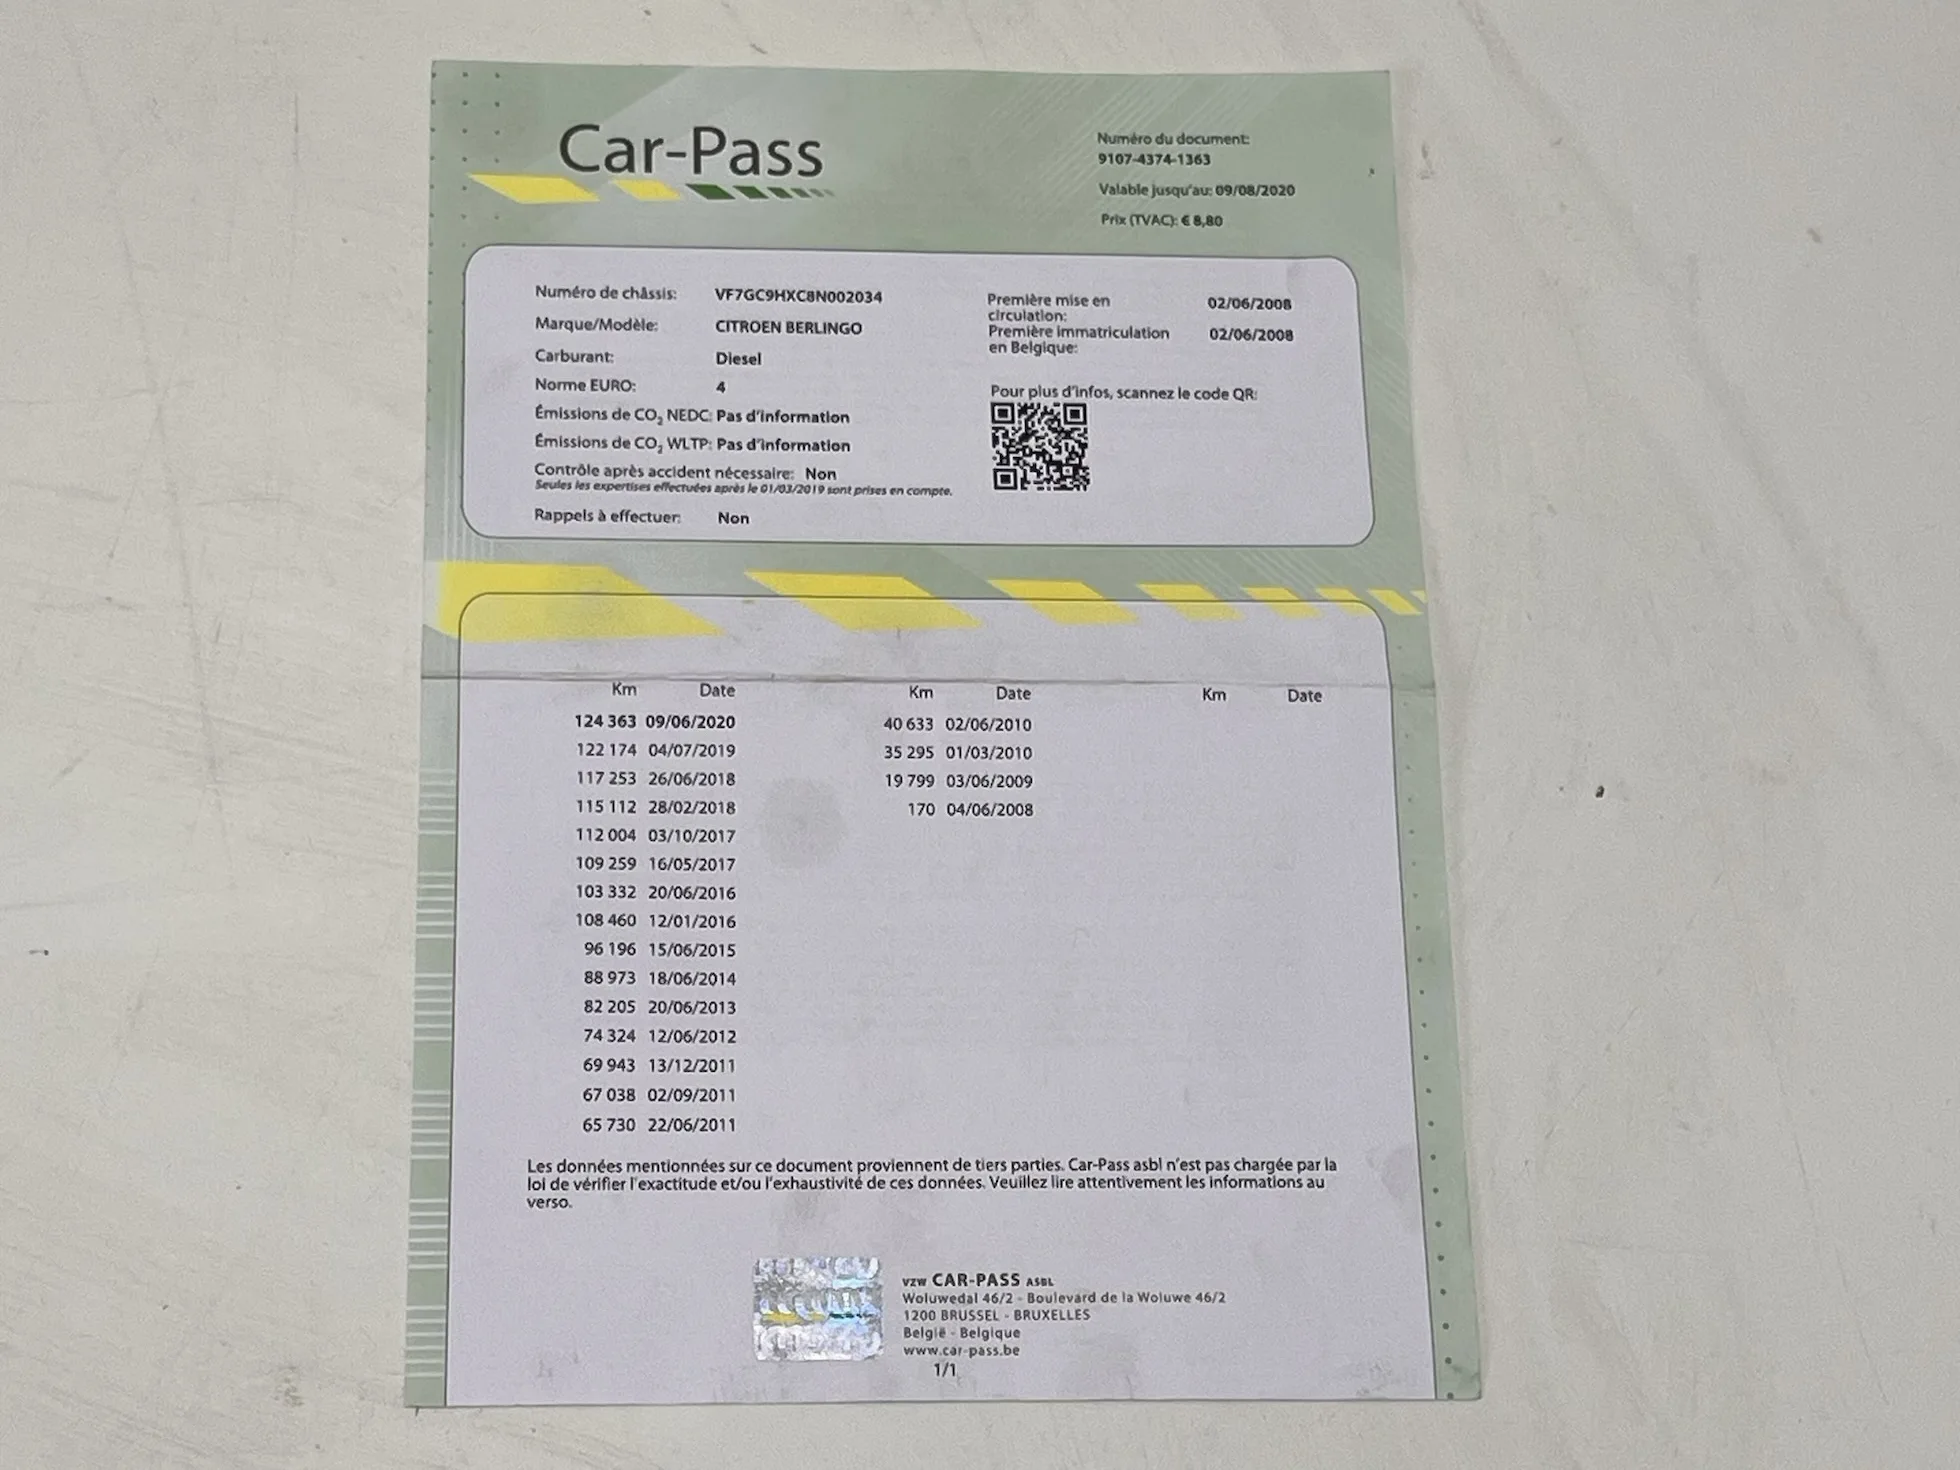 Car-Pass
Numéro du document:
9107-4374-1363
Valable jusqu'au: 09/08/2020
Prix (TVAC): € 8,80
Numéro de châssis: VF7GC9HXC8N002034
Marque/Modèle: CITROEN BERLINGO
Carburant: Diesel
Norme EURO: 4
Émissions de CO₂ NEDC: Pas d'information
Émissions de CO₂ WLTP: Pas d'information
Contrôle après accident nécessaire: Non
Seules les expertises effectuées après le 01/03/2019 sont prises en compte.
Rappels à effectuer: Non
Première mise en
circulation: 02/06/2008
Première immatriculation
en Belgique: 02/06/2008
Pour plus d'infos, scannez le code QR:
Km Date
124 363 09/06/2020
122 174 04/07/2019
117 253 26/06/2018
115 112 28/02/2018
112 004 03/10/2017
109 259 16/05/2017
103 332 20/06/2016
108 460 12/01/2016
96 196 15/06/2015
88 973 18/06/2014
82 205 20/06/2013
74 324 12/06/2012
69 943 13/12/2011
67 038 02/09/2011
65 730 22/06/2011
Km Date
40 633 02/06/2010
35 295 01/03/2010
19 799 03/06/2009
170 04/06/2008
Km Date
Les données mentionnées sur ce document proviennent de tiers parties. Car-Pass asbl n'est pas chargée par la
loi de vérifier l'exactitude et/ou l'exhaustivité de ces données. Veuillez lire attentivement les informations au
verso.
vzw CAR-PASS ASBL
Woluwedal 46/2 - Boulevard de la Woluwe 46/2
1200 BRUSSEL - BRUXELLES
België - Belgique
www.car-pass.be
1/1